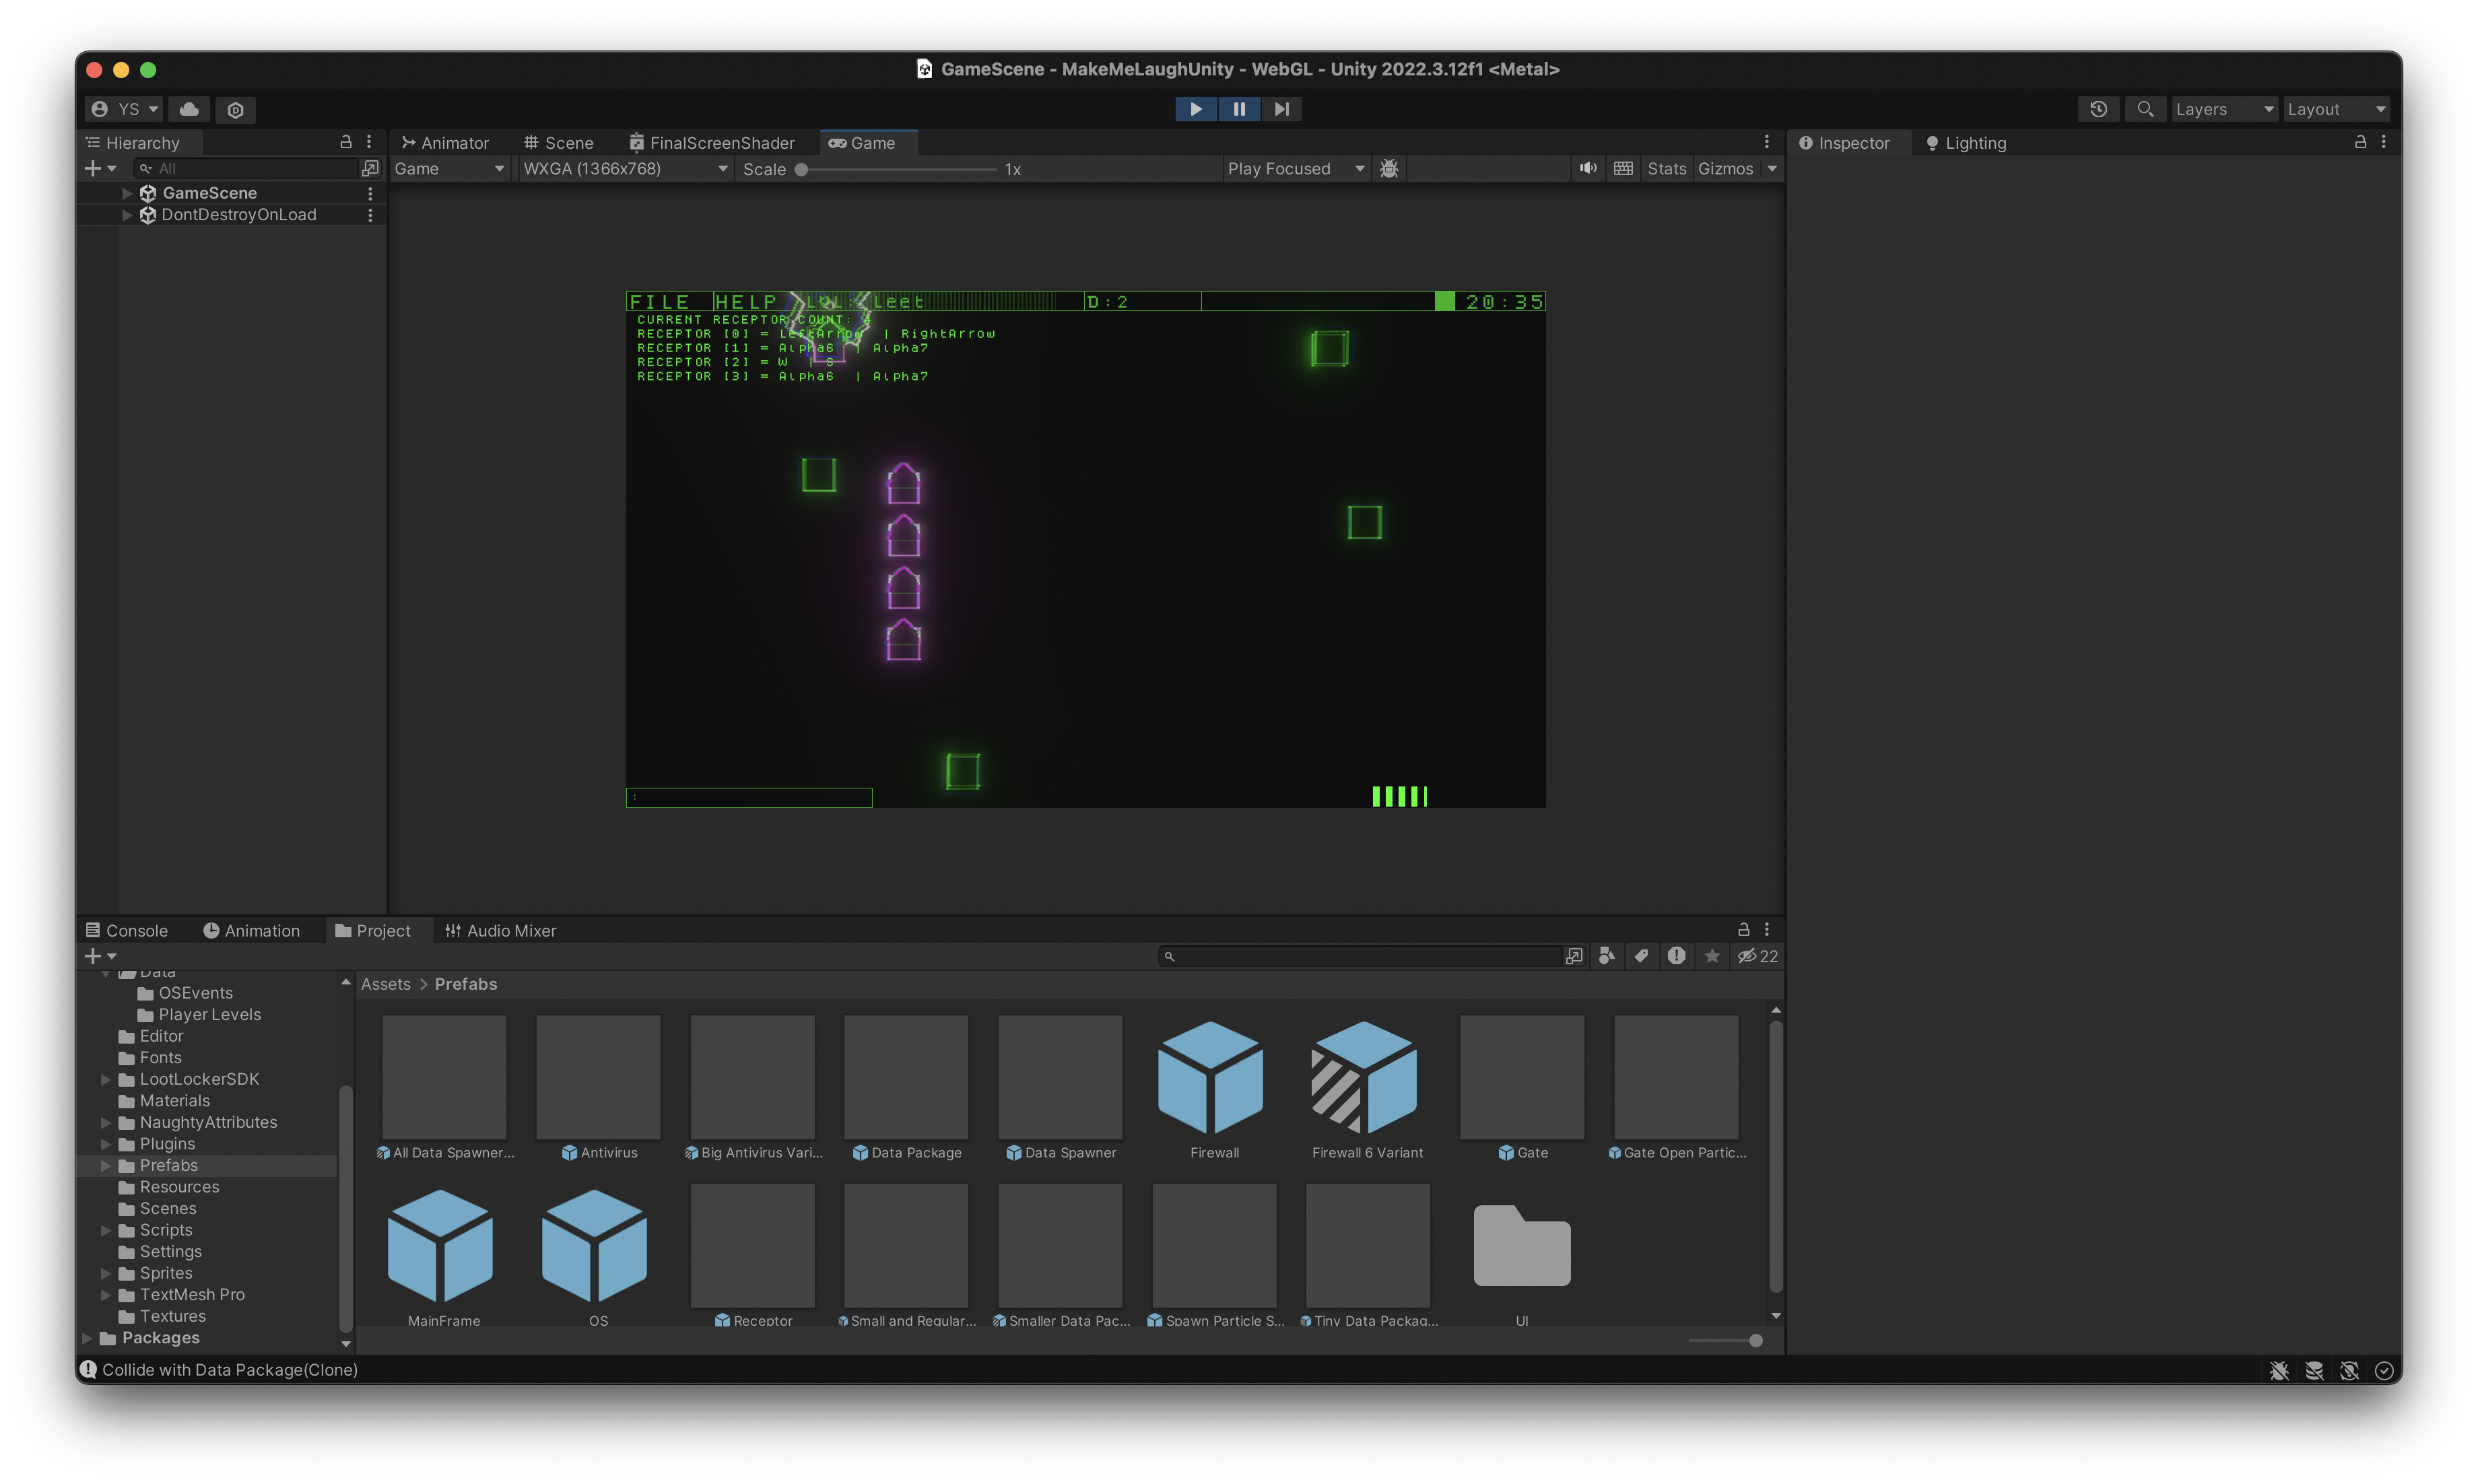 GameScene - MakeMeLaughUnity - WebGL - Unity 2022.3.12f1 <Metal>
YS
Layers
Layout
Hierarchy
Animator
Scene
FinalScreenShader
Game
Inspector
Lighting
All
Game
WXGA (1366x768)
Scale
1x
Play Focused
Stats
Gizmos
GameScene
DontDestroyOnLoad
FILE
HELP
LVL: Leet
D:2
20:35
CURRENT RECEPTOR COUNT: 4
RECEPTOR [0] = LeftArrow | RightArrow
RECEPTOR [1] = Alpha6 | Alpha7
RECEPTOR [2] = W | S
RECEPTOR [3] = Alpha6 | Alpha7
:
Console
Animation
Project
Audio Mixer
22
Data
OSEvents
Player Levels
Editor
Fonts
LootLockerSDK
Materials
NaughtyAttributes
Plugins
Prefabs
Resources
Scenes
Scripts
Settings
Sprites
TextMesh Pro
Textures
Packages
Assets > Prefabs
All Data Spawner...
Antivirus
Big Antivirus Vari...
Data Package
Data Spawner
Firewall
Firewall 6 Variant
Gate
Gate Open Partic...
MainFrame
OS
Receptor
Small and Regular...
Smaller Data Pac...
Spawn Particle S...
Tiny Data Packag...
UI
Collide with Data Package(Clone)